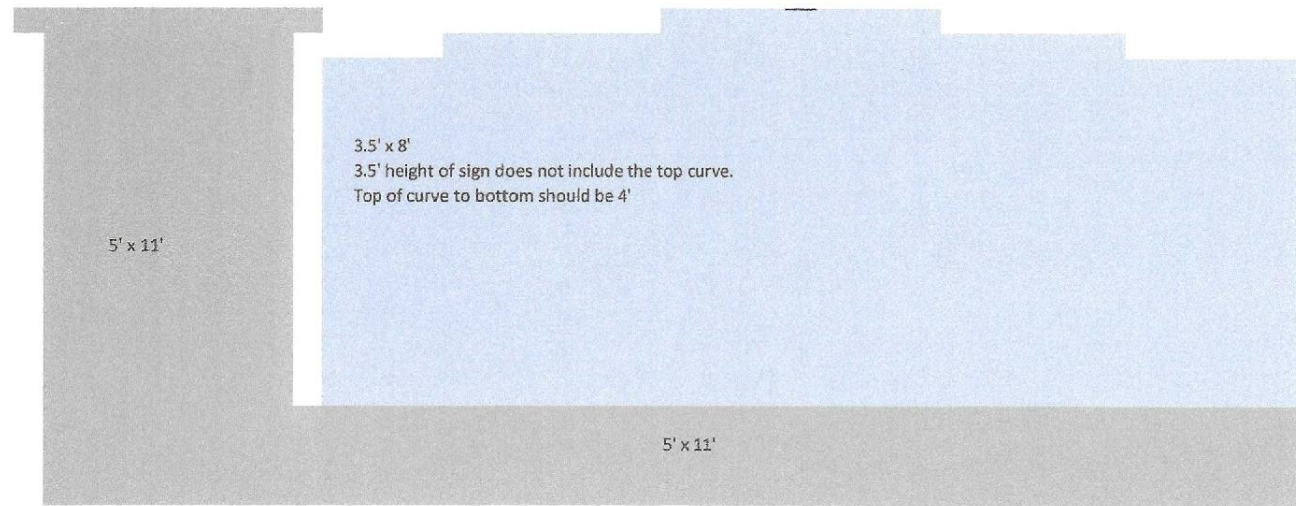 3.5' x 8'
3.5' height of sign does not include the top curve.
Top of curve to bottom should be 4'
5' x 11'
5' x 11'